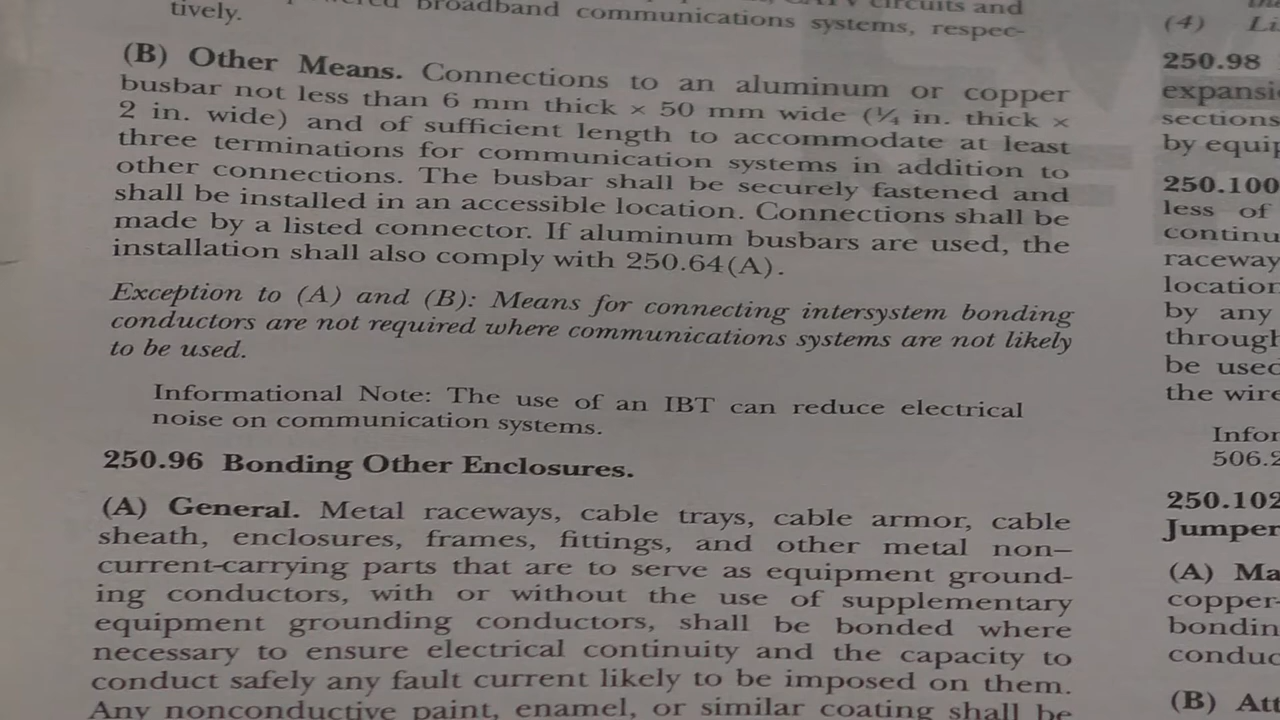 broadband communications systems, respec-
tively.
(B) Other Means. Connections to an aluminum or copper
busbar not less than 6 mm thick × 50 mm wide (¼ in. thick ×
2 in. wide) and of sufficient length to accommodate at least
three terminations for communication systems in addition to
other connections. The busbar shall be securely fastened and
shall be installed in an accessible location. Connections shall be
made by a listed connector. If aluminum busbars are used, the
installation shall also comply with 250.64(A).
Exception to (A) and (B): Means for connecting intersystem bonding
conductors are not required where communications systems are not likely
to be used.
Informational Note: The use of an IBT can reduce electrical
noise on communication systems.
250.96 Bonding Other Enclosures.
(A) General. Metal raceways, cable trays, cable armor, cable
sheath, enclosures, frames, fittings, and other metal non–
current-carrying parts that are to serve as equipment ground-
ing conductors, with or without the use of supplementary
equipment grounding conductors, shall be bonded where
necessary to ensure electrical continuity and the capacity to
conduct safely any fault current likely to be imposed on them.
Any nonconductive paint, enamel, or similar coating shall be
(4)
250.98
expansi
sections
by equip
250.100
less of
continu
raceway
location
by any
through
be used
the wire
Infor
506.2
250.102
Jumper
(A) Ma
copper-
bondin
conduc
(B) Att